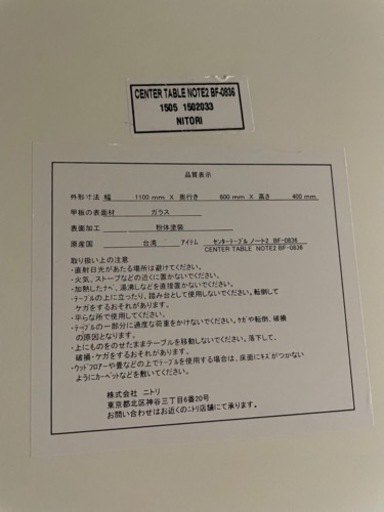 CENTER TABLE NOTE2 BF-0836
1505 1502033
NITORI
品質表示
外形寸法 幅 1100 mm X 奥行き 600 mm X 高さ 400 mm
甲板の表面材 ガラス
表面加工 粉体塗装
原産国 台湾 アイテム センターテーブル ノート2 BF-0836
CENTER TABLE NOTE2 BF-0836
取り扱い上の注意
・直射日光があたる場所は避けてください。
・火気、ストーブなどの近くに置かないでください。
・加熱したナベ、湯沸しなどを直接置かないでください。
・テーブルの上に立ったり、踏み台として使用しないでください。転倒して
ケガをするおそれがあります。
・平らな所で使用してください。
・テーブルの一部分に過度な荷重をかけないでください。ケガや転倒、破損
の原因となります。
・上にものをのせたままテーブルを移動しないでください。落下して、
破損・ケガをするおそれがあります。
・ウッドフロアーや畳などの上でテーブルを使用する場合は、床面にキズがつかない
ようにカーペットなどを敷いてください。
株式会社 ニトリ
東京都北区神谷三丁目6番20号
お問い合わせはお近くのニトリ店舗にて承ります。